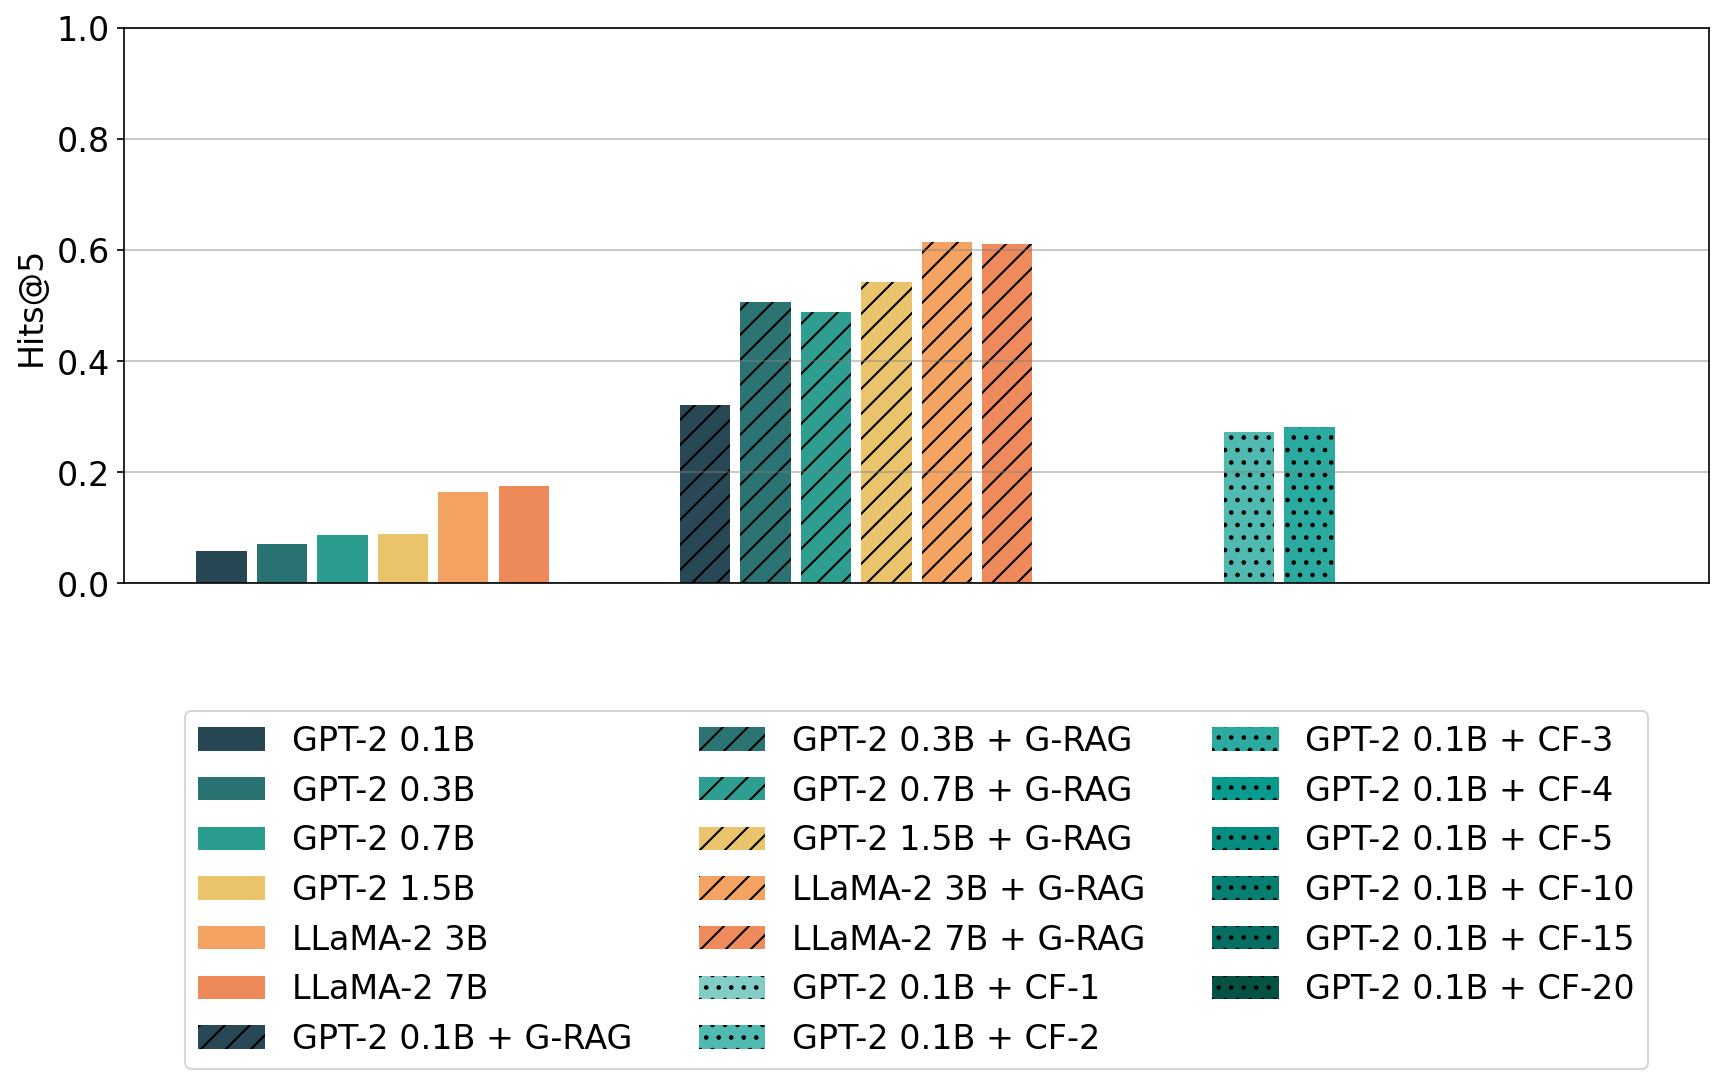 1.0
0.8
0.6
0.4
0.2
0.0
Hits@5
GPT-2 0.1B
GPT-2 0.3B
GPT-2 0.7B
GPT-2 1.5B
LLaMA-2 3B
LLaMA-2 7B
GPT-2 0.1B + G-RAG
GPT-2 0.3B + G-RAG
GPT-2 0.7B + G-RAG
GPT-2 1.5B + G-RAG
LLaMA-2 3B + G-RAG
LLaMA-2 7B + G-RAG
GPT-2 0.1B + CF-1
GPT-2 0.1B + CF-2
GPT-2 0.1B + CF-3
GPT-2 0.1B + CF-4
GPT-2 0.1B + CF-5
GPT-2 0.1B + CF-10
GPT-2 0.1B + CF-15
GPT-2 0.1B + CF-20